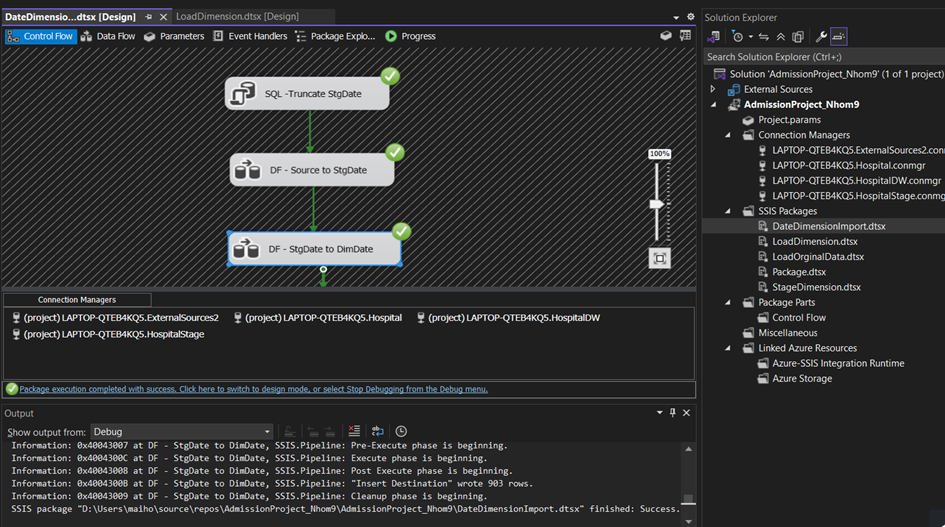 DateDimensio...dtsx [Design]
LoadDimension.dtsx [Design]
Control Flow
Data Flow
Parameters
Event Handlers
Package Explo...
Progress
SQL -Truncate StgDate
DF - Source to StgDate
DF - StgDate to DimDate
100%
Connection Managers
(project) LAPTOP-QTEB4KQ5.ExternalSources2
(project) LAPTOP-QTEB4KQ5.Hospital
(project) LAPTOP-QTEB4KQ5.HospitalDW
(project) LAPTOP-QTEB4KQ5.HospitalStage
Package execution completed with success. Click here to switch to design mode, or select Stop Debugging from the Debug menu.
Output
Show output from: Debug
Information: 0x40043007 at DF - StgDate to DimDate, SSIS.Pipeline: Pre-Execute phase is beginning.
Information: 0x4004300C at DF - StgDate to DimDate, SSIS.Pipeline: Execute phase is beginning.
Information: 0x40043008 at DF - StgDate to DimDate, SSIS.Pipeline: Post Execute phase is beginning.
Information: 0x4004300B at DF - StgDate to DimDate, SSIS.Pipeline: "Insert Destination" wrote 903 rows.
Information: 0x40043009 at DF - StgDate to DimDate, SSIS.Pipeline: Cleanup phase is beginning.
SSIS package "D:\Users\maiho\source\repos\AdmissionProject_Nhom9\AdmissionProject_Nhom9\DateDimensionImport.dtsx" finished: Success.
Solution Explorer
Search Solution Explorer (Ctrl+;)
Solution 'AdmissionProject_Nhom9' (1 of 1 project)
External Sources
AdmissionProject_Nhom9
Project.params
Connection Managers
LAPTOP-QTEB4KQ5.ExternalSources2.conm
LAPTOP-QTEB4KQ5.Hospital.conmgr
LAPTOP-QTEB4KQ5.HospitalDW.conmgr
LAPTOP-QTEB4KQ5.HospitalStage.conmg
SSIS Packages
DateDimensionImport.dtsx
LoadDimension.dtsx
LoadOrginalData.dtsx
Package.dtsx
StageDimension.dtsx
Package Parts
Control Flow
Miscellaneous
Linked Azure Resources
Azure-SSIS Integration Runtime
Azure Storage